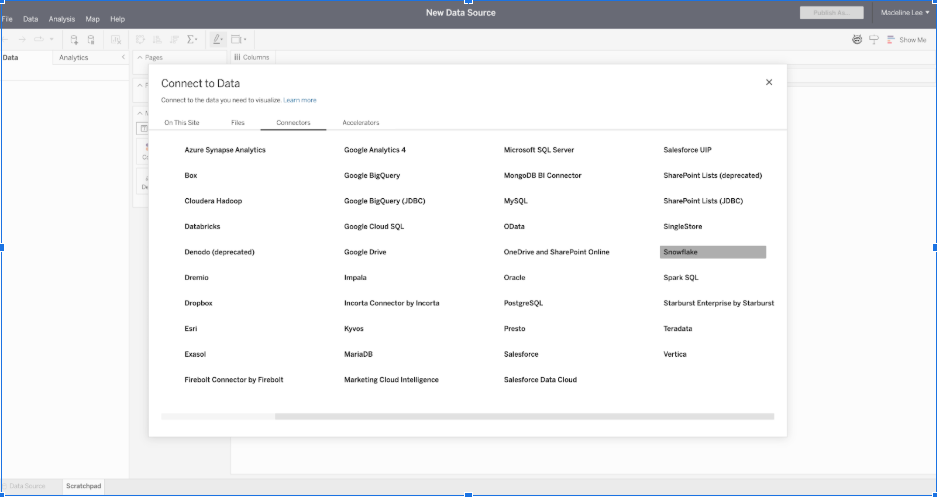 New Data Source
Publish As...
Madeline Lee
File Data Analysis Map Help
Show Me
Data Analytics
Pages
Columns
Connect to Data
Connect to the data you need to visualize. Learn more
On This Site Files Connectors Accelerators
Azure Synapse Analytics Google Analytics 4 Microsoft SQL Server Salesforce UIP
Box Google BigQuery MongoDB BI Connector SharePoint Lists (deprecated)
Cloudera Hadoop Google BigQuery (JDBC) MySQL SharePoint Lists (JDBC)
Databricks Google Cloud SQL OData SingleStore
Denodo (deprecated) Google Drive OneDrive and SharePoint Online Snowflake
Dremio Impala Oracle Spark SQL
Dropbox Incorta Connector by Incorta PostgreSQL Starburst Enterprise by Starburst
Esri Kyvos Presto Teradata
Exasol MariaDB Salesforce Vertica
Firebolt Connector by Firebolt Marketing Cloud Intelligence Salesforce Data Cloud
Data Source Scratchpad